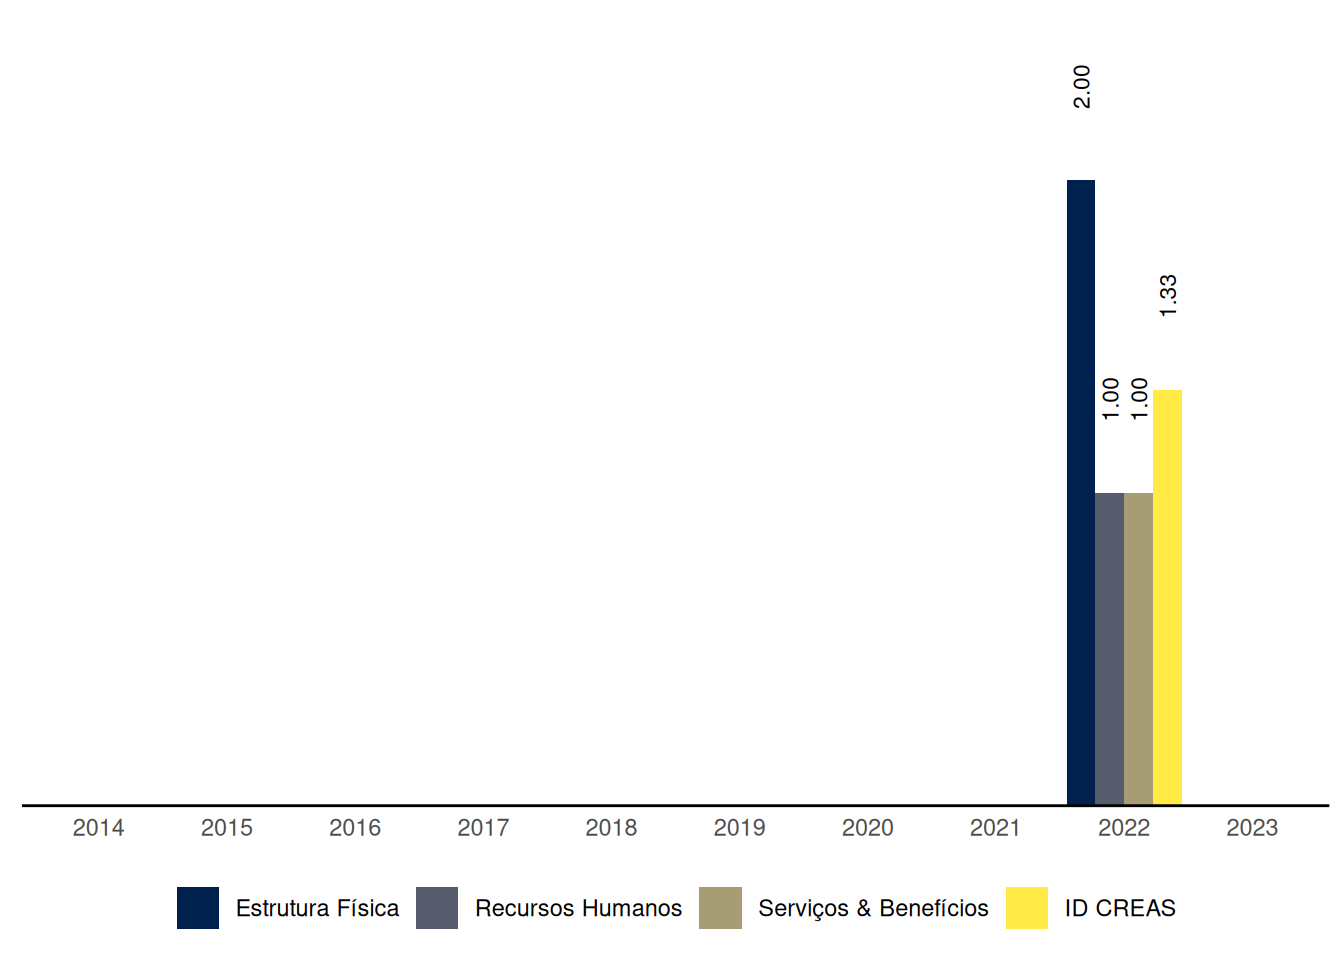 2.00
1.33
1.00 1.00
2014 2015 2016 2017 2018 2019 2020 2021 2022 2023
Estrutura Física Recursos Humanos Serviços & Benefícios ID CREAS